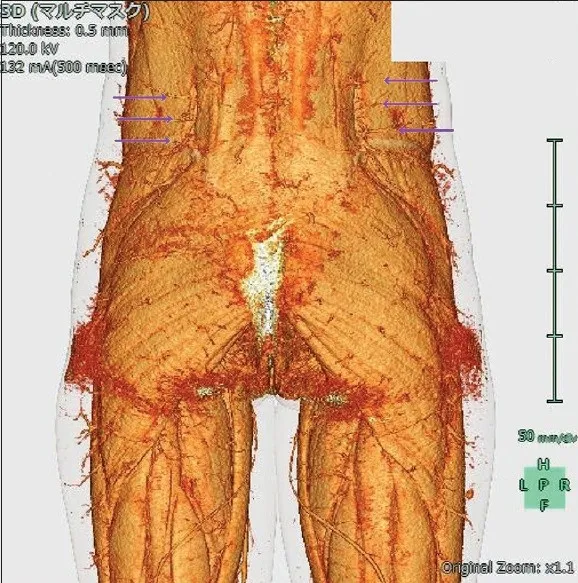 3D (マルチマスク)
Thickness: 0.5 mm
120.0 kV
132 mA(500 msec)
50 mm/div
H
L P R
F
Original Zoom: x1.1